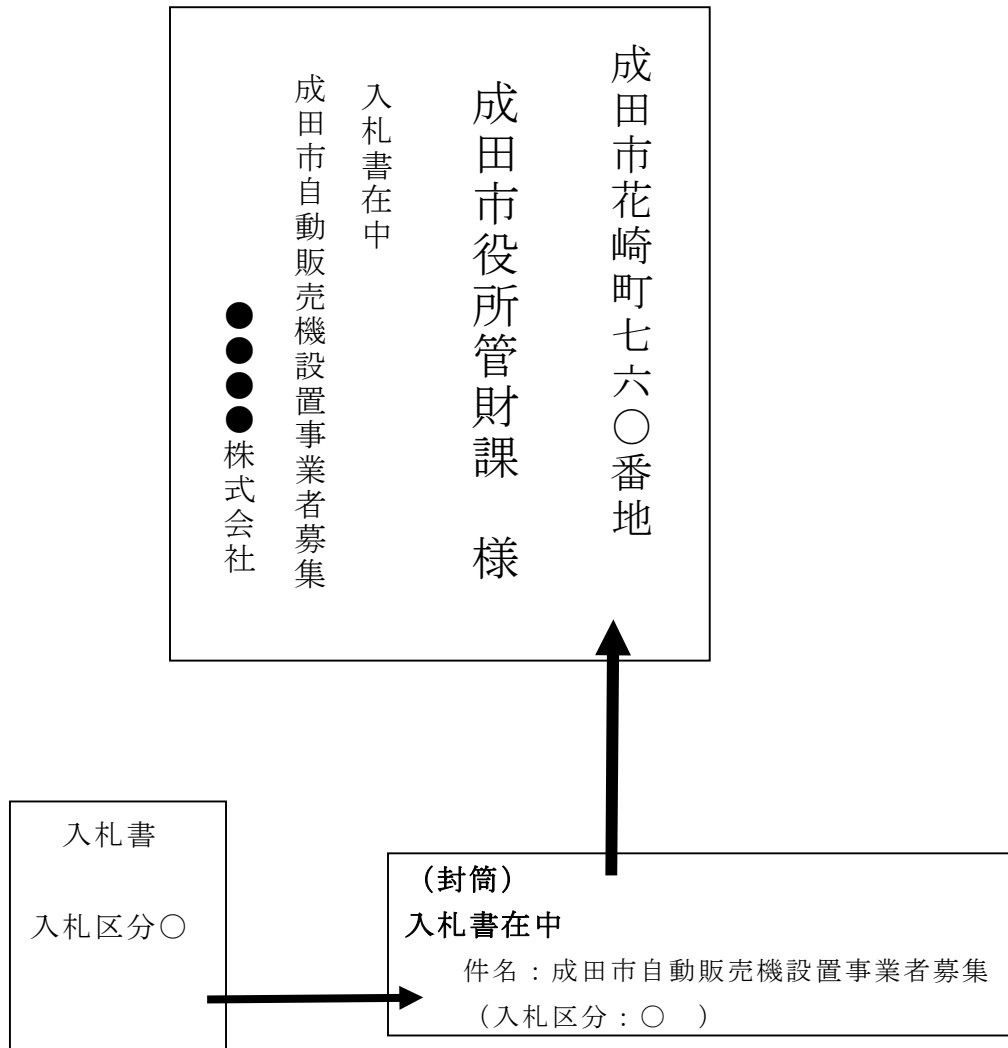 成田市花崎町七六〇番地
成田市役所管財課　様
入札書在中
成田市自動販売機設置事業者募集
●●●●株式会社
入札書
入札区分○
（封筒）
入札書在中
件名：成田市自動販売機設置事業者募集
（入札区分：○　）